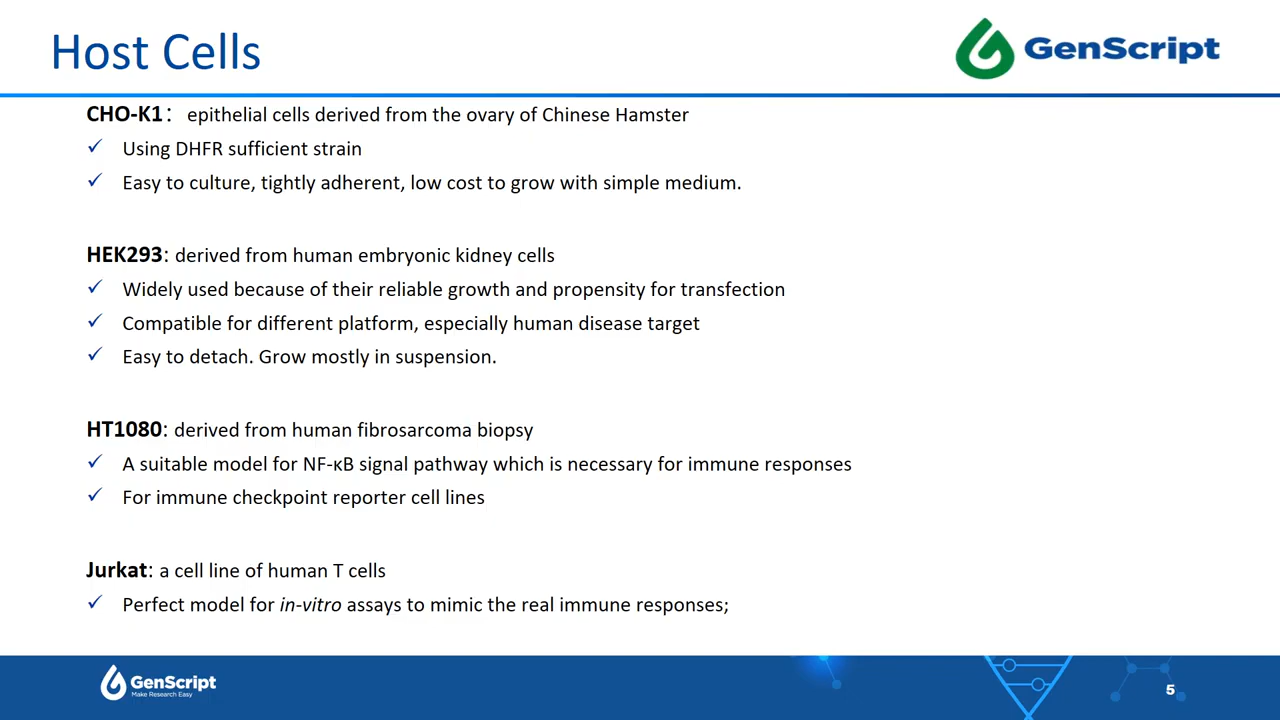 Host Cells
GenScript
CHO-K1： epithelial cells derived from the ovary of Chinese Hamster
✓ Using DHFR sufficient strain
✓ Easy to culture, tightly adherent, low cost to grow with simple medium.
HEK293: derived from human embryonic kidney cells
✓ Widely used because of their reliable growth and propensity for transfection
✓ Compatible for different platform, especially human disease target
✓ Easy to detach. Grow mostly in suspension.
HT1080: derived from human fibrosarcoma biopsy
✓ A suitable model for NF-κB signal pathway which is necessary for immune responses
✓ For immune checkpoint reporter cell lines
Jurkat: a cell line of human T cells
✓ Perfect model for in-vitro assays to mimic the real immune responses;
GenScript
Make Research Easy
5